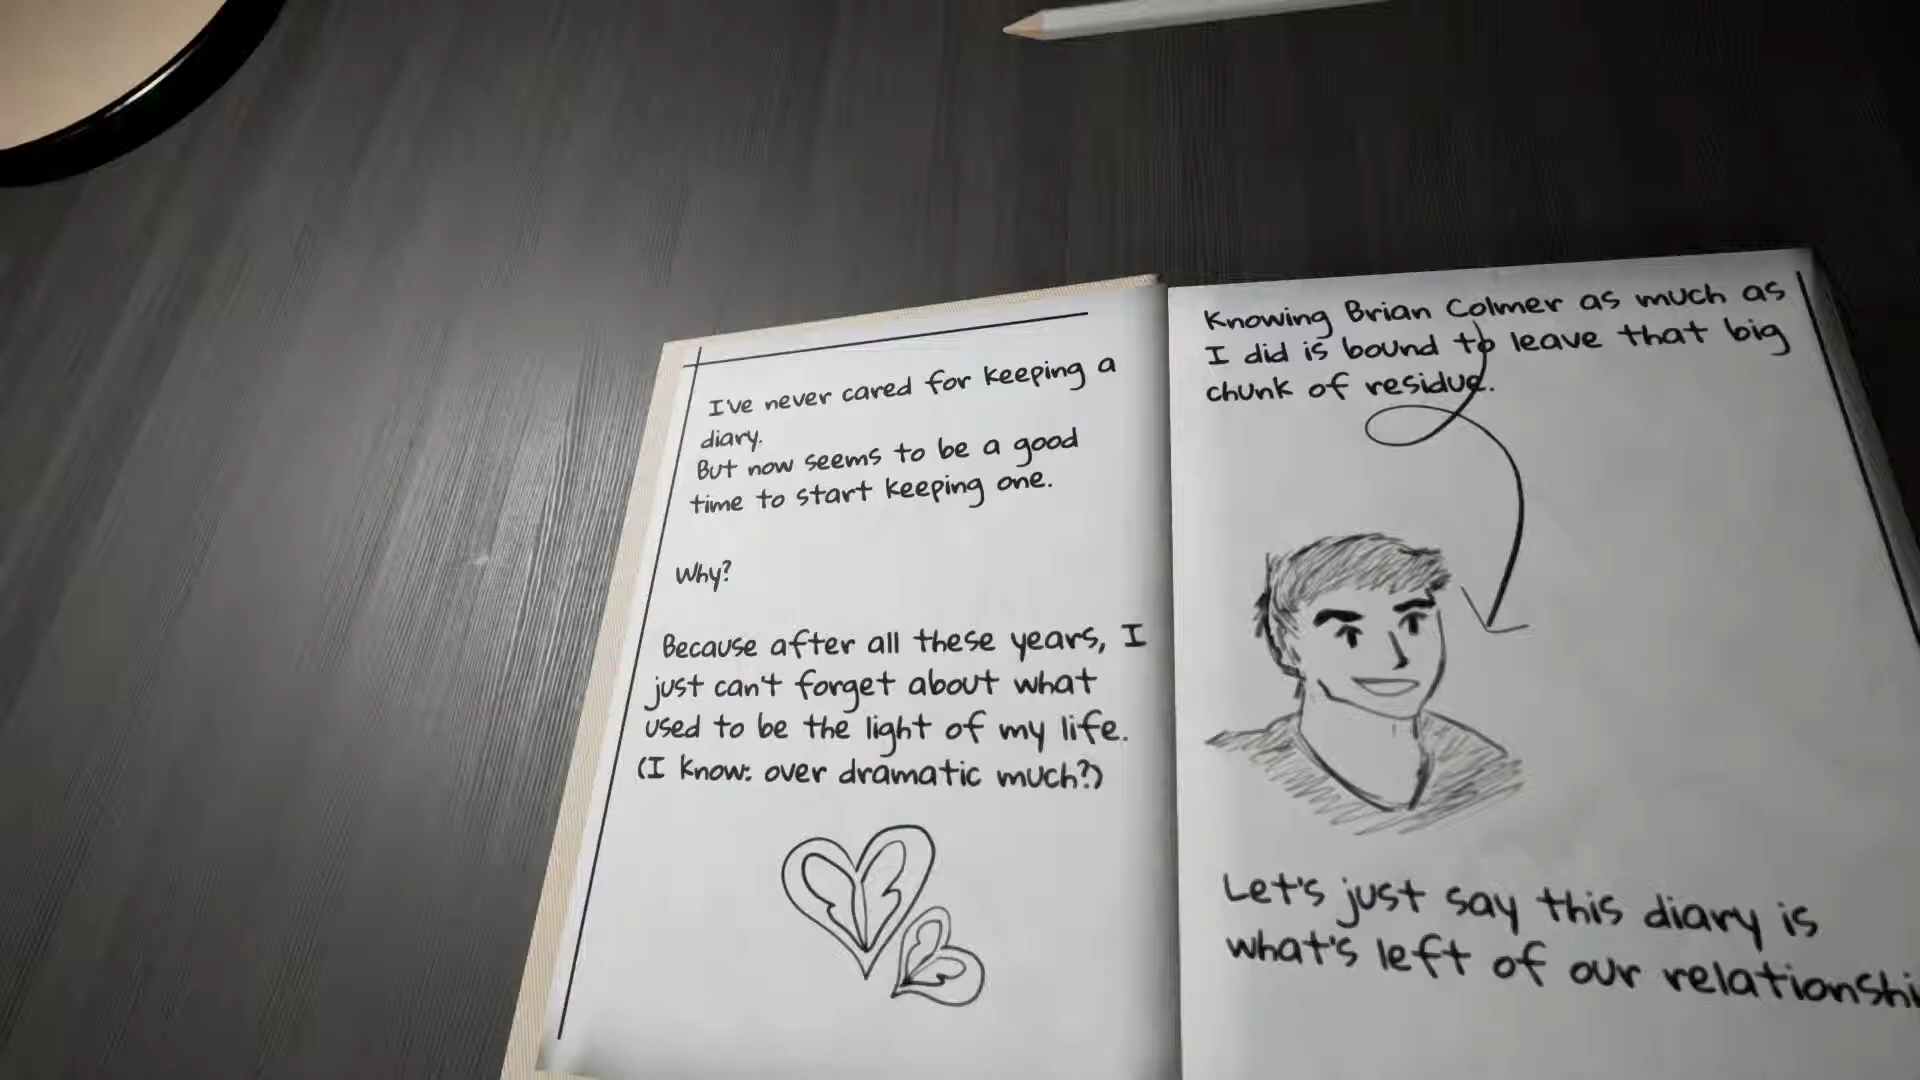 I've never cared for keeping a
diary.
But now seems to be a good
time to start keeping one.
Why?
Because after all these years, I
just can't forget about what
used to be the light of my life.
(I know: over dramatic much?)
Knowing Brian Colmer as much as
I did is bound to leave that big
chunk of residue.
Let's just say this diary is
what's left of our relationshi